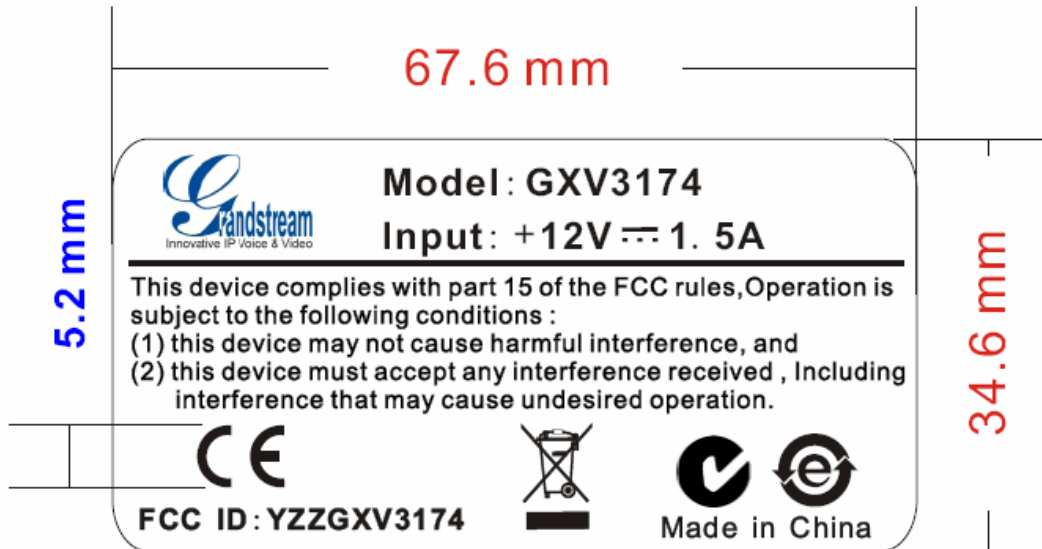 67.6 mm
Grandstream
Innovative IP Voice & Video
Model: GXV3174
Input: +12V ⎓ 1. 5A
5.2 mm
34.6 mm
This device complies with part 15 of the FCC rules,Operation is
subject to the following conditions :
(1) this device may not cause harmful interference, and
(2) this device must accept any interference received , Including
interference that may cause undesired operation.
CE
e
FCC ID: YZZGXV3174
Made in China